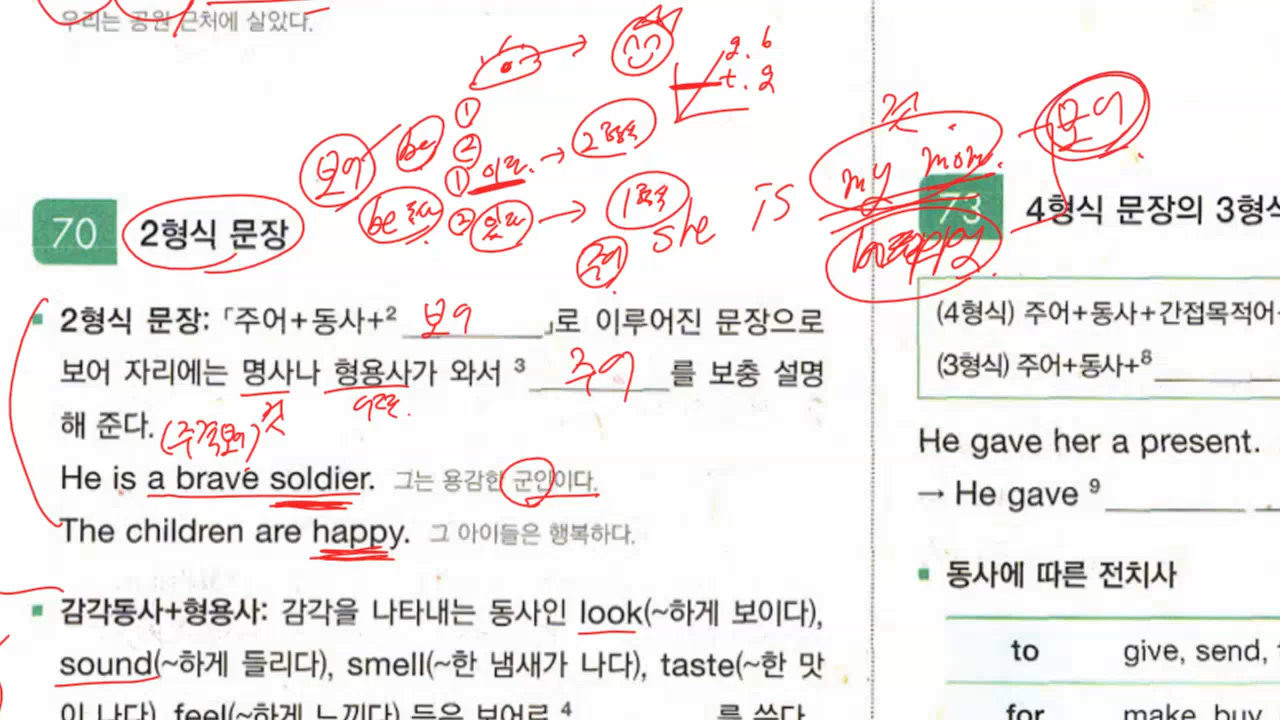 우리는 공원 근처에 살았다.
g. b
t. g
① 
be ②
보어
2형식
① 이다.
be동사 ② 있다
1형식
주어
she is my mom.
것
보어
70 2형식 문장
73 4형식 문장의 3형식
2형식 문장: 「주어+동사+² 보어 」로 이루어진 문장으로
보어 자리에는 명사나 형용사가 와서 ³ 주어 를 보충 설명
해 준다. (주격보어) 것
He is a brave soldier. 그는 용감한 군인이다.
The children are happy. 그 아이들은 행복하다.
감각동사+형용사: 감각을 나타내는 동사인 look(~하게 보이다),
sound(~하게 들리다), smell(~한 냄새가 나다), taste(~한 맛
이 나다), feel(~하게 느끼다) 등은 보어로 ⁴ 를 쓴다.
(4형식) 주어+동사+간접목적어
(3형식) 주어+동사+⁸
He gave her a present.
→ He gave ⁹
동사에 따른 전치사
to give, send,
for make, buy